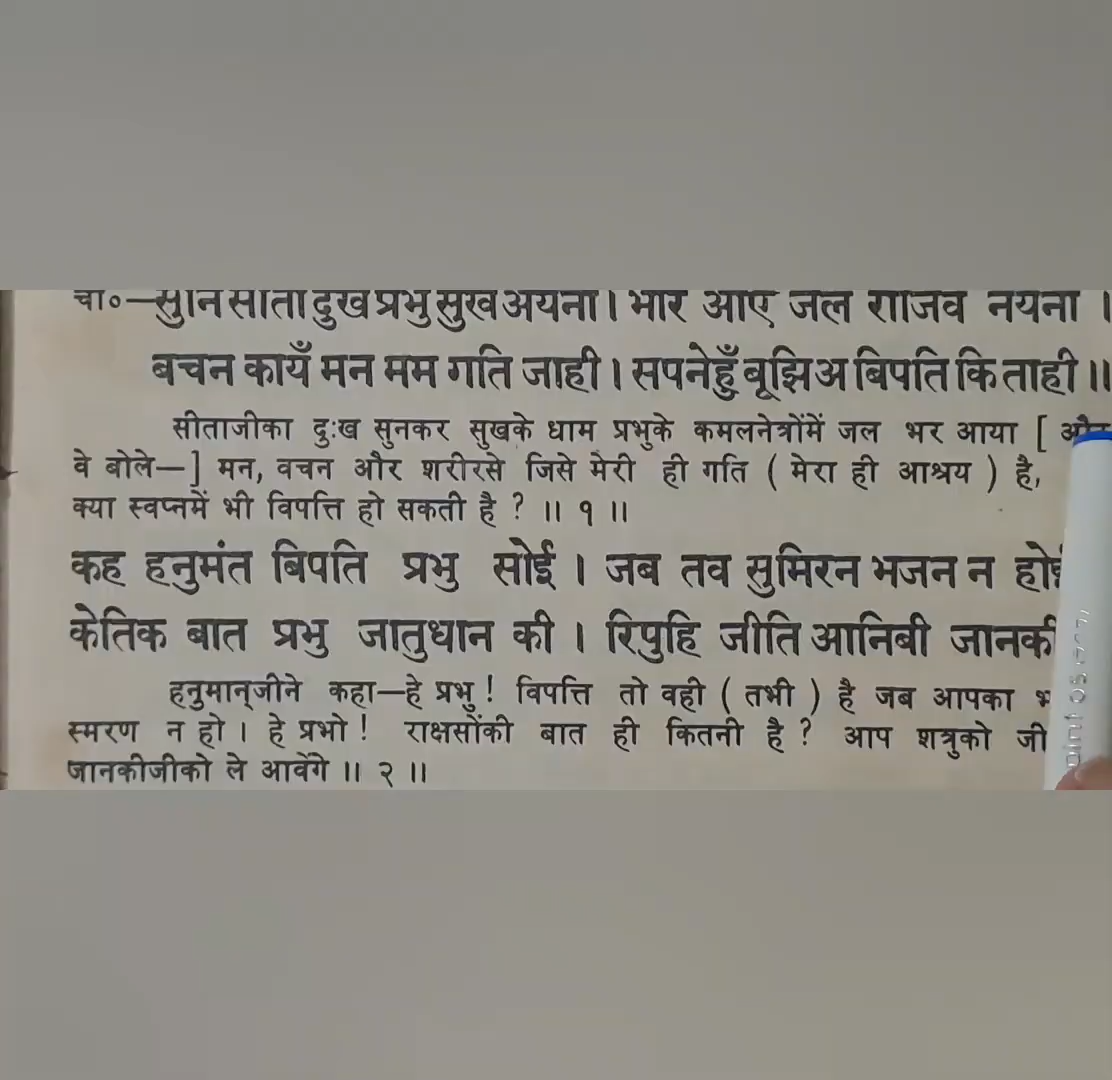 चौ०—सुनि सीता दुख प्रभु सुख अयना। भरि आए जल राजिव नयना ।
बचन कायँ मन मम गति जाही। सपनेहुँ बूझिअ बिपति कि ताही॥
सीताजीका दुःख सुनकर सुखके धाम प्रभुके कमलनेत्रोंमें जल भर आया [ और
वे बोले—] मन, वचन और शरीरसे जिसे मेरी ही गति ( मेरा ही आश्रय ) है,
क्या स्वप्नमें भी विपत्ति हो सकती है ? ॥ १ ॥
कह हनुमंत बिपति प्रभु सोई । जब तव सुमिरन भजन न होई
केतिक बात प्रभु जातुधान की । रिपुहि जीति आनिबी जानकी
हनुमान्‌जीने कहा—हे प्रभु ! विपत्ति तो वही ( तभी ) है जब आपका
स्मरण न हो । हे प्रभो ! राक्षसोंकी बात ही कितनी है ? आप शत्रुको
जानकीजीको ले आवेंगे ॥ २ ॥